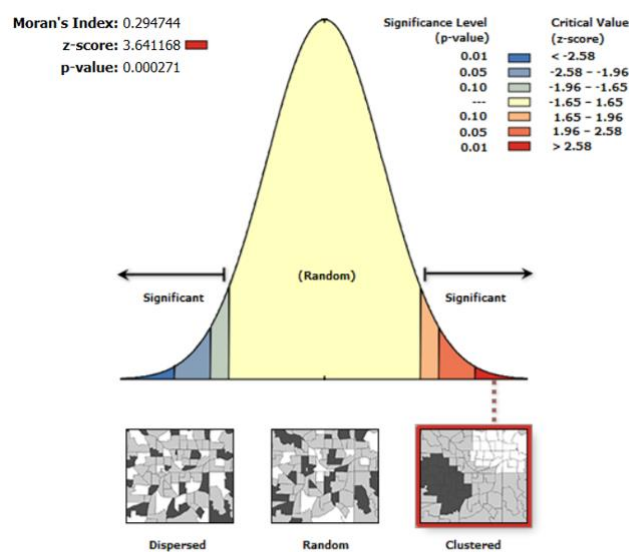 Moran's Index: 0.294744
z-score: 3.641168
p-value: 0.000271
Significance Level
(p-value)
Critical Value
(z-score)
0.01 < -2.58
0.05 -2.58 – -1.96
0.10 -1.96 – -1.65
--- -1.65 – 1.65
0.10 1.65 – 1.96
0.05 1.96 – 2.58
0.01 > 2.58
(Random)
Significant
Significant
Dispersed
Random
Clustered